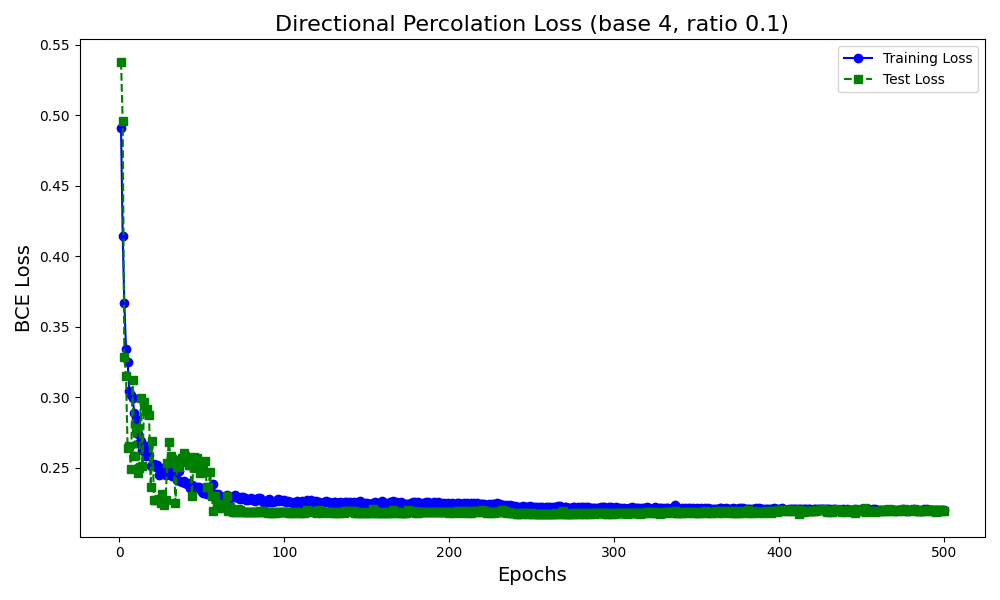 Directional Percolation Loss (base 4, ratio 0.1)
Training Loss
Test Loss
BCE Loss
0.55
0.50
0.45
0.40
0.35
0.30
0.25
0
100
200
300
400
500
Epochs